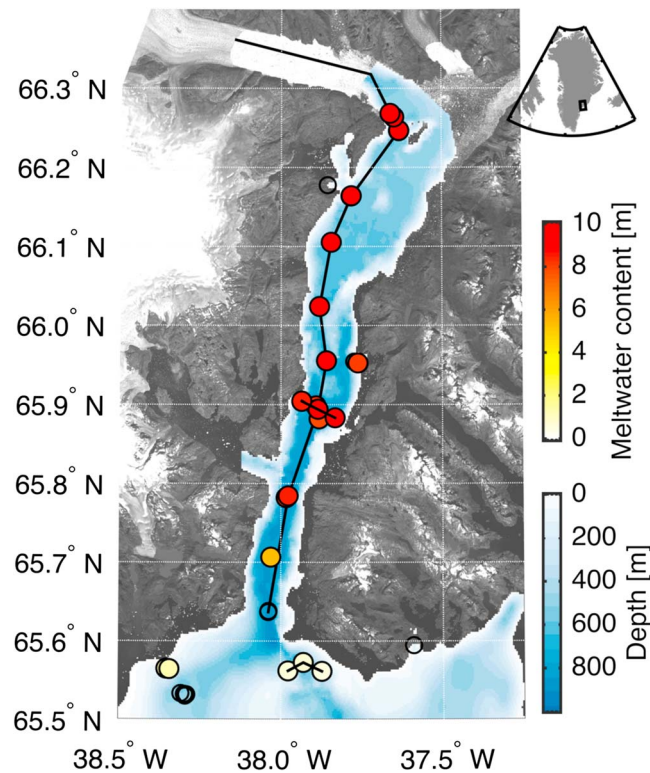 66.3° N
66.2° N
66.1° N
66.0° N
65.9° N
65.8° N
65.7° N
65.6° N
65.5° N
38.5° W
38.0° W
37.5° W
10
8
6
4
2
0
Meltwater content [m]
0
200
400
600
800
Depth [m]